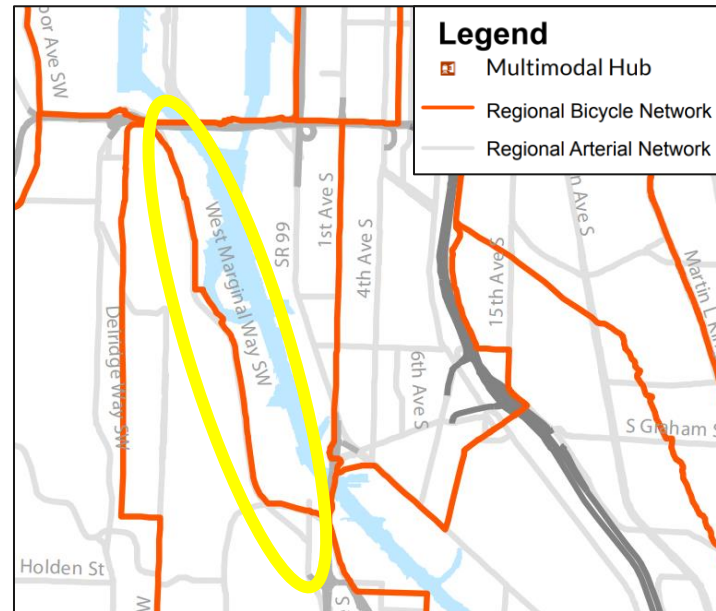 Legend
Multimodal Hub
Regional Bicycle Network
Regional Arterial Network
or Ave SW
West Marginal Way SW
SR 99
1st Ave S
4th Ave S
15th Ave S
n Ave S
Martin L K
Delridge Way SW
6th Ave S
S Graham S
Holden St
W
S